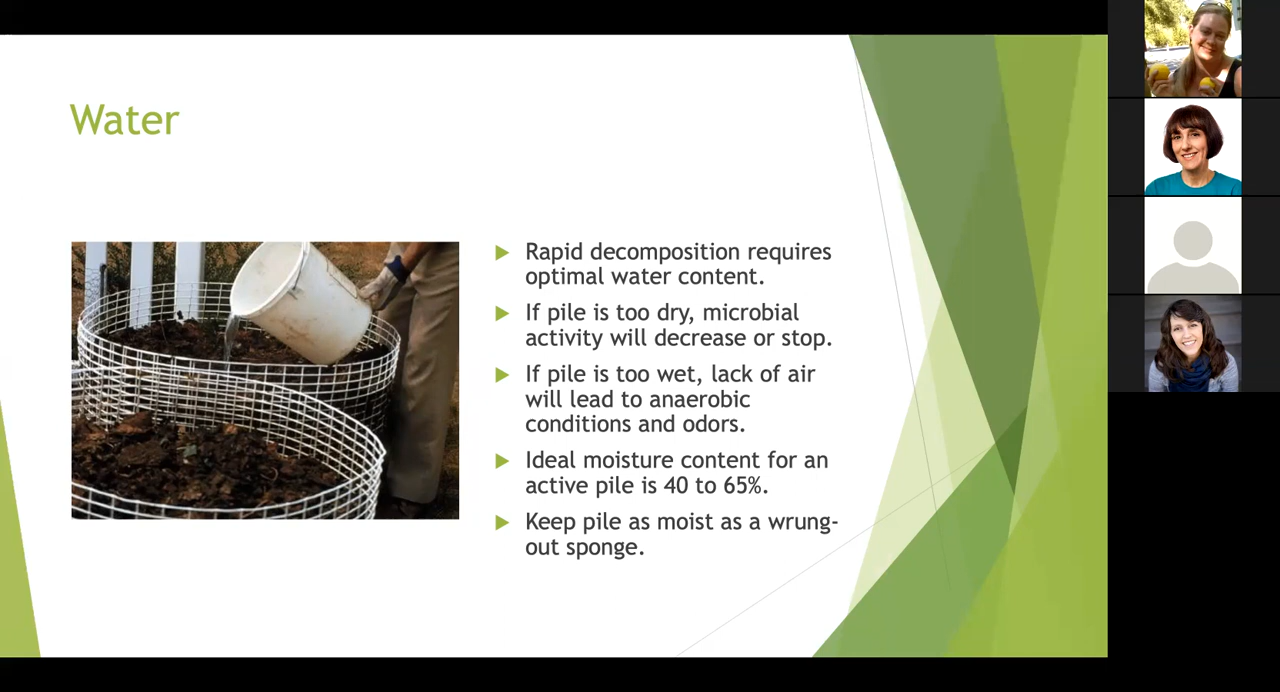 Water
Rapid decomposition requires
optimal water content.
If pile is too dry, microbial
activity will decrease or stop.
If pile is too wet, lack of air
will lead to anaerobic
conditions and odors.
Ideal moisture content for an
active pile is 40 to 65%.
Keep pile as moist as a wrung-
out sponge.